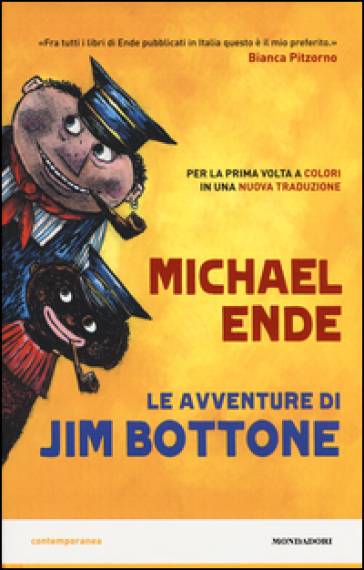 «Fra tutti i libri di Ende pubblicati in Italia questo è il mio preferito.»
Bianca Pitzorno
PER LA PRIMA VOLTA A COLORI
IN UNA NUOVA TRADUZIONE
MICHAEL
ENDE
LE AVVENTURE DI
JIM BOTTONE
contemporanea
MONDADORI